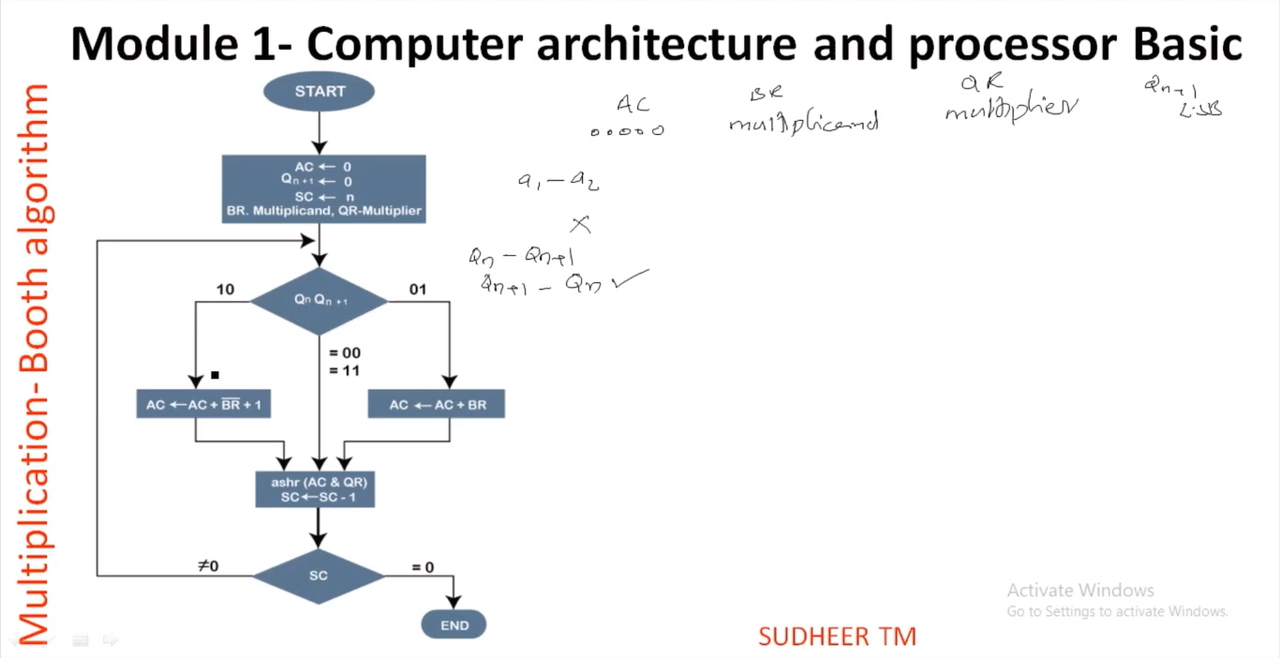 Module 1- Computer architecture and processor Basic
Multiplication- Booth algorithm
START
AC ← 0
Qn+1 ← 0
SC ← n
BR. Multiplicand, QR-Multiplier
AC
00000
BR
multiplicand
QR
multiplier
Qn+1
LSB
a1 – a2
×
Qn – Qn+1
Qn+1 – Qn ✓
10
Qn Qn+1
01
= 00
= 11
AC ← AC + B̅R̅ + 1
AC ← AC + BR
ashr (AC & QR)
SC ← SC - 1
≠0
SC
= 0
END
Activate Windows
Go to Settings to activate Windows.
SUDHEER TM